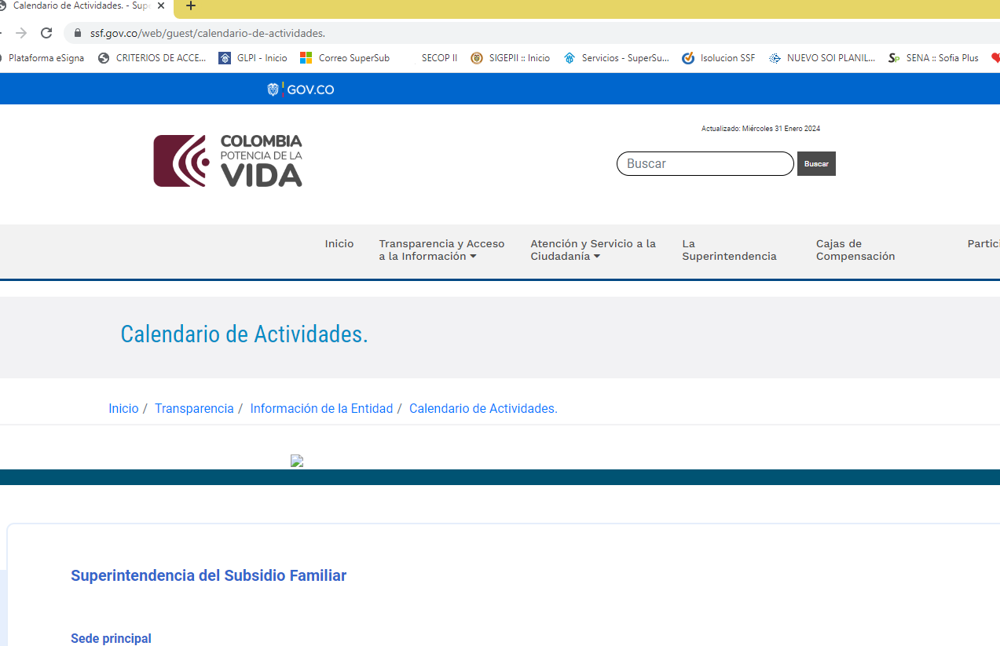 Calendario de Actividades. - Supe
ssf.gov.co/web/guest/calendario-de-actividades.
Plataforma eSigna CRITERIOS DE ACCE... GLPI - Inicio Correo SuperSub SECOP II SIGEPII :: Inicio Servicios - SuperSu... Isolucion SSF NUEVO SOI PLANIL... SENA :: Sofia Plus
GOV.CO
Actualizado: Miércoles 31 Enero 2024
COLOMBIA
POTENCIA DE LA
VIDA
Buscar Buscar
Inicio Transparencia y Acceso Atención y Servicio a la La Cajas de Partici
a la Información Ciudadanía Superintendencia Compensación
Calendario de Actividades.
Inicio / Transparencia / Información de la Entidad / Calendario de Actividades.
Superintendencia del Subsidio Familiar
Sede principal